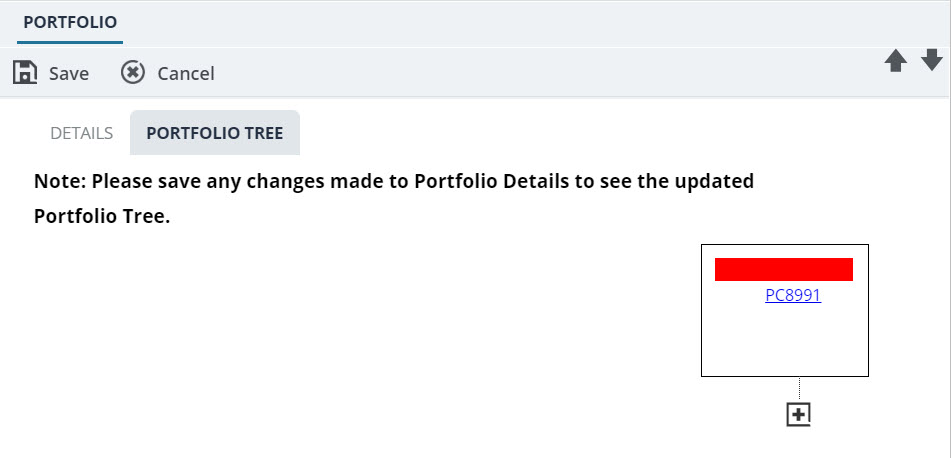 PORTFOLIO
Save Cancel
DETAILS PORTFOLIO TREE
Note: Please save any changes made to Portfolio Details to see the updated
Portfolio Tree.
PC8991